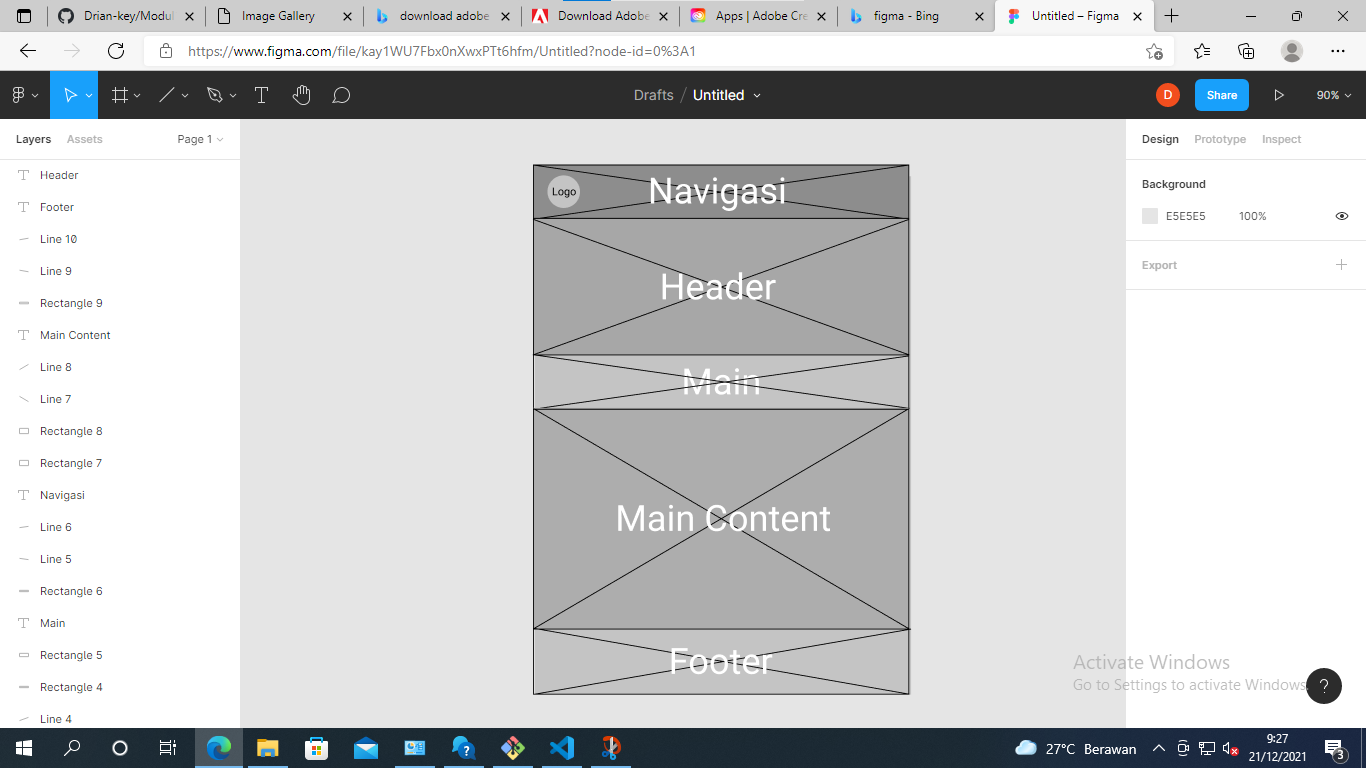 Drian-key/Modul
Image Gallery
download adobe
Download Adobe
Apps | Adobe Cre
figma - Bing
Untitled – Figma
https://www.figma.com/file/kay1WU7Fbx0nXwxPTt6hfm/Untitled?node-id=0%3A1
Drafts / Untitled
D
Share
90%
Layers
Assets
Page 1
Header
Footer
Line 10
Line 9
Rectangle 9
Main Content
Line 8
Line 7
Rectangle 8
Rectangle 7
Navigasi
Line 6
Line 5
Rectangle 6
Main
Rectangle 5
Rectangle 4
Line 4
Logo
Navigasi
Header
Main
Main Content
Footer
Design
Prototype
Inspect
Background
E5E5E5
100%
Export
Activate Windows
Go to Settings to activate Windows.
?
27°C Berawan
9:27
21/12/2021
3